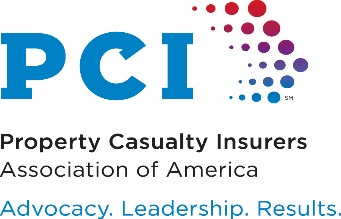 PCI
SM
Property Casualty Insurers
Association of America
Advocacy. Leadership. Results.